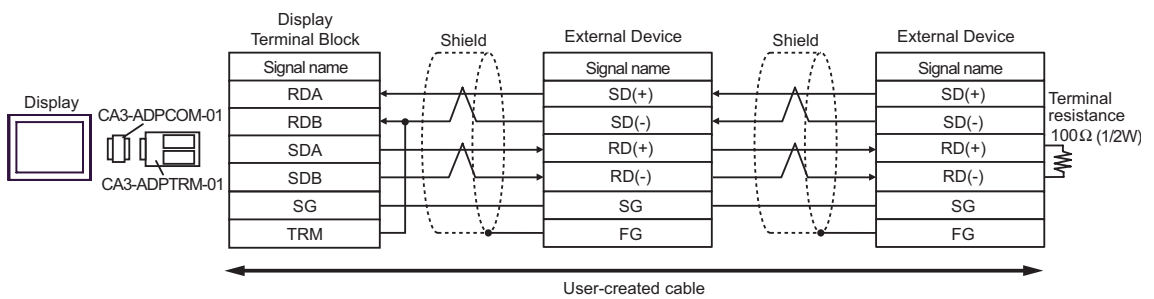 Display
Terminal Block
Shield
External Device
Shield
External Device
Signal name
Signal name
Signal name
RDA
SD(+)
SD(+)
RDB
SD(-)
SD(-)
SDA
RD(+)
RD(+)
SDB
RD(-)
RD(-)
SG
SG
SG
TRM
FG
FG
Display
CA3-ADPCOM-01
CA3-ADPTRM-01
Terminal
resistance
100Ω (1/2W)
User-created cable